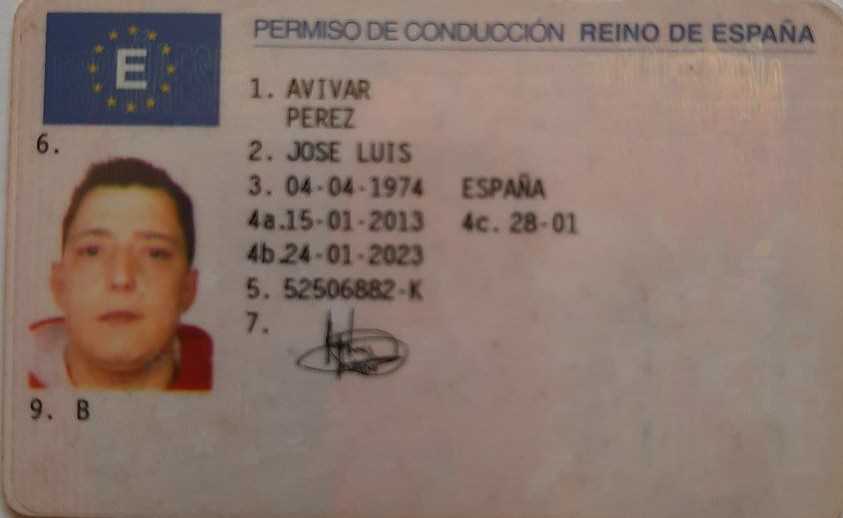 E
PERMISO DE CONDUCCIÓN REINO DE ESPAÑA
1. AVIVAR
PEREZ
2. JOSE LUIS
3. 04-04-1974 ESPAÑA
4a.15-01-2013 4c. 28-01
4b.24-01-2023
5. 52506882-K
6.
7.
9. B